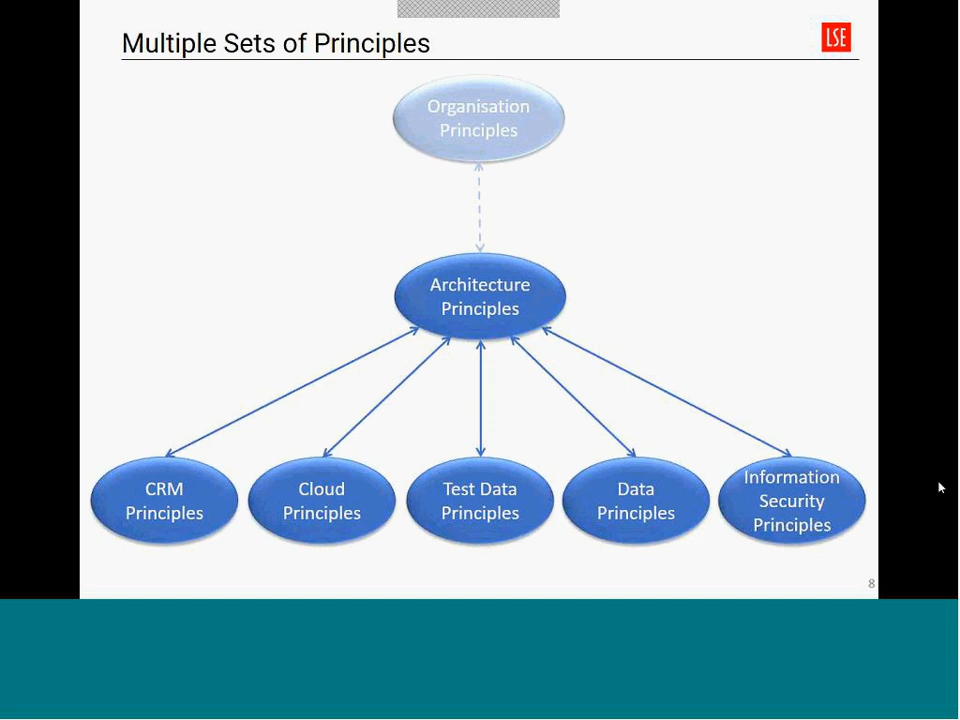 Multiple Sets of Principles
LSE
Organisation
Principles
Architecture
Principles
CRM
Principles
Cloud
Principles
Test Data
Principles
Data
Principles
Information
Security
Principles
8